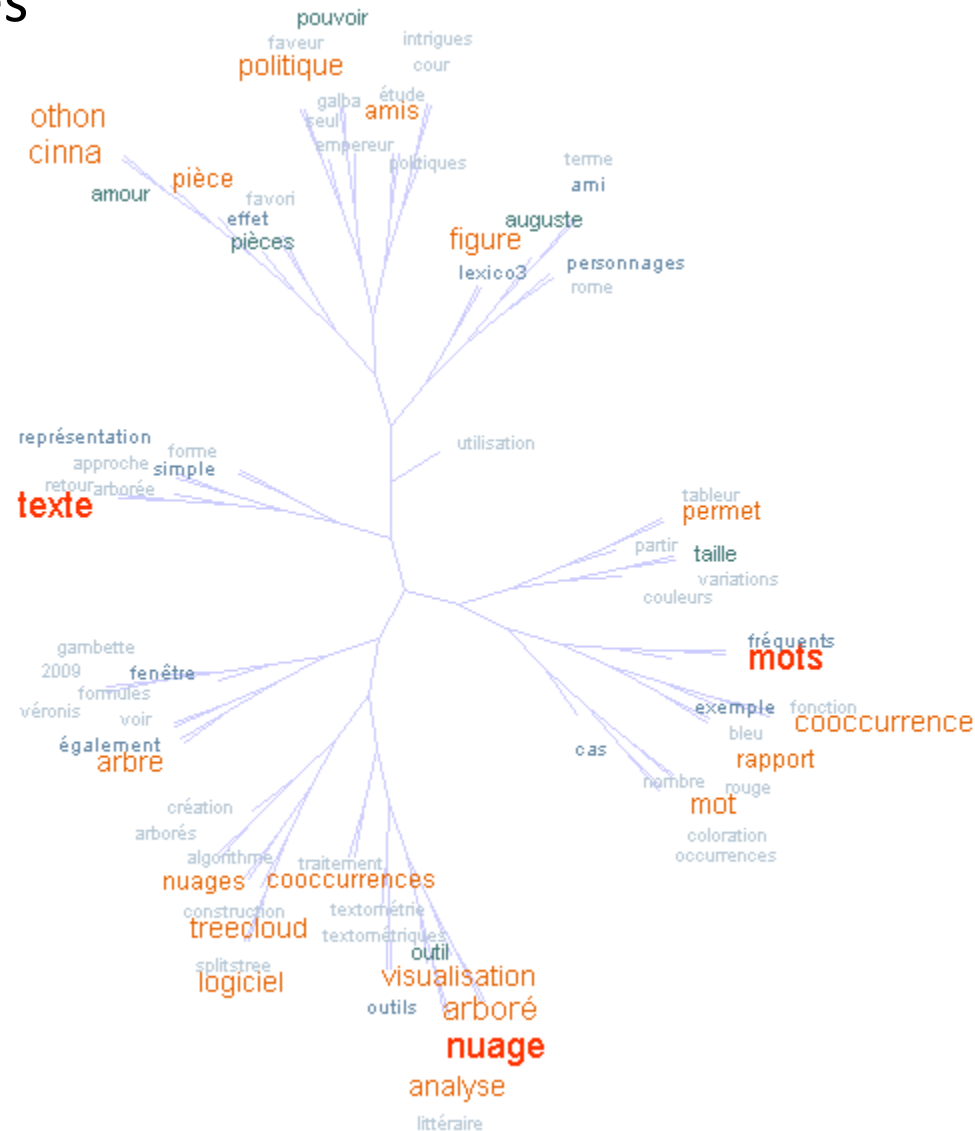 es
pouvoir
faveur
intrigues
politique
cour
étude
galba
amis
othon
seul
empereur
cinna
politiques
terme
pièce
ami
amour
favori
effet
auguste
pièces
figure
personnages
lexico3
rome
représentation
utilisation
forme
approche
simple
retour
arborée
texte
tableur
permet
partir
taille
variations
couleurs
gambette
fréquents
mots
2009
fenêtre
formules
exemple
fonction
véronis
voir
cooccurrence
bleu
également
cas
arbre
rapport
nombre
rouge
création
mot
arborés
coloration
algorithme
traitement
occurrences
nuages
cooccurrences
construction
textométrie
treecloud
textométriques
outil
splitstree
visualisation
logiciel
outils
arboré
nuage
analyse
littéraire